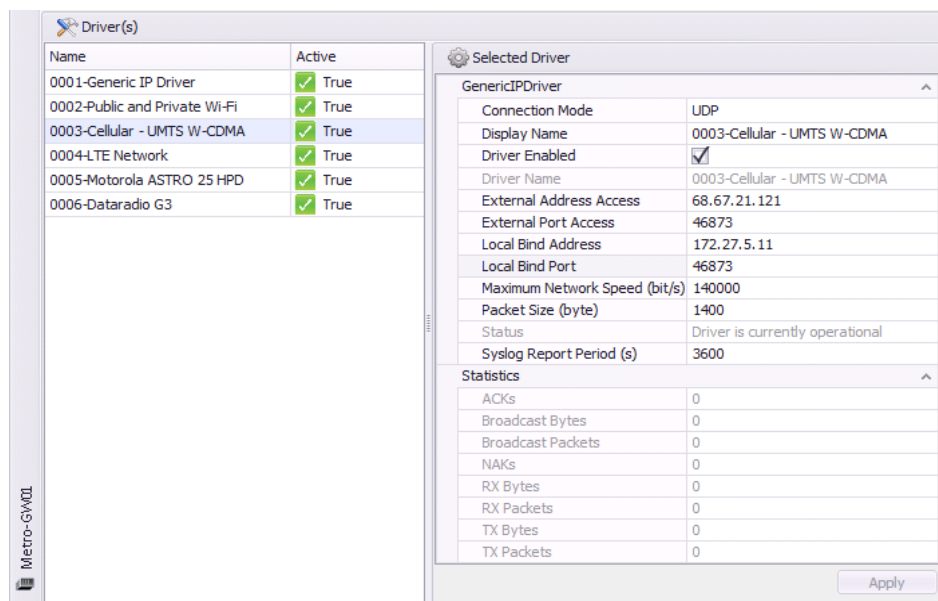 Driver(s)
Name Active
0001-Generic IP Driver True
0002-Public and Private Wi-Fi True
0003-Cellular - UMTS W-CDMA True
0004-LTE Network True
0005-Motorola ASTRO 25 HPD True
0006-Dataradio G3 True
Selected Driver
GenericIPDriver
Connection Mode UDP
Display Name 0003-Cellular - UMTS W-CDMA
Driver Enabled
Driver Name 0003-Cellular - UMTS W-CDMA
External Address Access 68.67.21.121
External Port Access 46873
Local Bind Address 172.27.5.11
Local Bind Port 46873
Maximum Network Speed (bit/s) 140000
Packet Size (byte) 1400
Status Driver is currently operational
Syslog Report Period (s) 3600
Statistics
ACKs 0
Broadcast Bytes 0
Broadcast Packets 0
NAKs 0
RX Bytes 0
RX Packets 0
TX Bytes 0
TX Packets 0
Apply
Metro-GW01